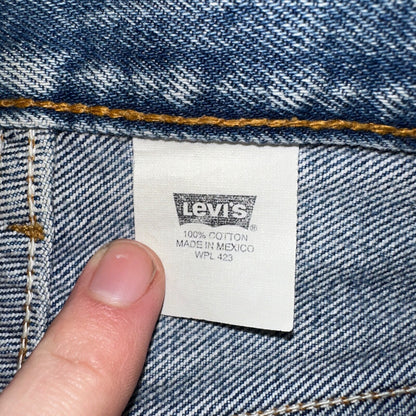 Levi's®
100% COTTON
MADE IN MEXICO
WPL 423